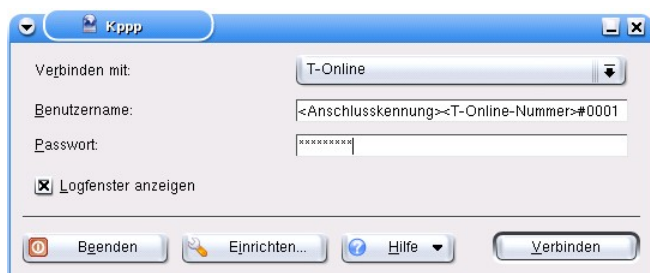 Kppp
Verbinden mit:
T-Online
Benutzername:
<Anschlusskennung><T-Online-Nummer>#0001
Passwort:
*********
Logfenster anzeigen
Beenden
Einrichten...
Hilfe
Verbinden